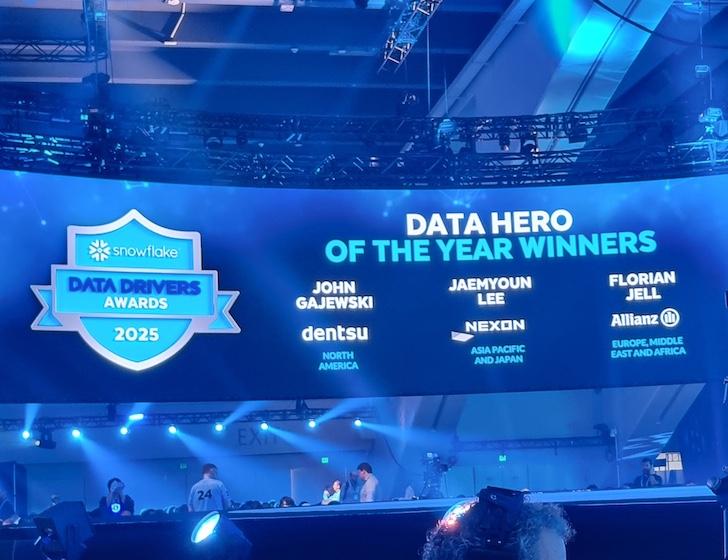 snowflake
DATA DRIVERS
AWARDS
2025
DATA HERO
OF THE YEAR WINNERS
JOHN
GAJEWSKI
dentsu
NORTH
AMERICA
JAEMYOUN
LEE
NEXON
ASIA PACIFIC
AND JAPAN
FLORIAN
JELL
Allianz
EUROPE, MIDDLE
EAST AND AFRICA
EXIT
24